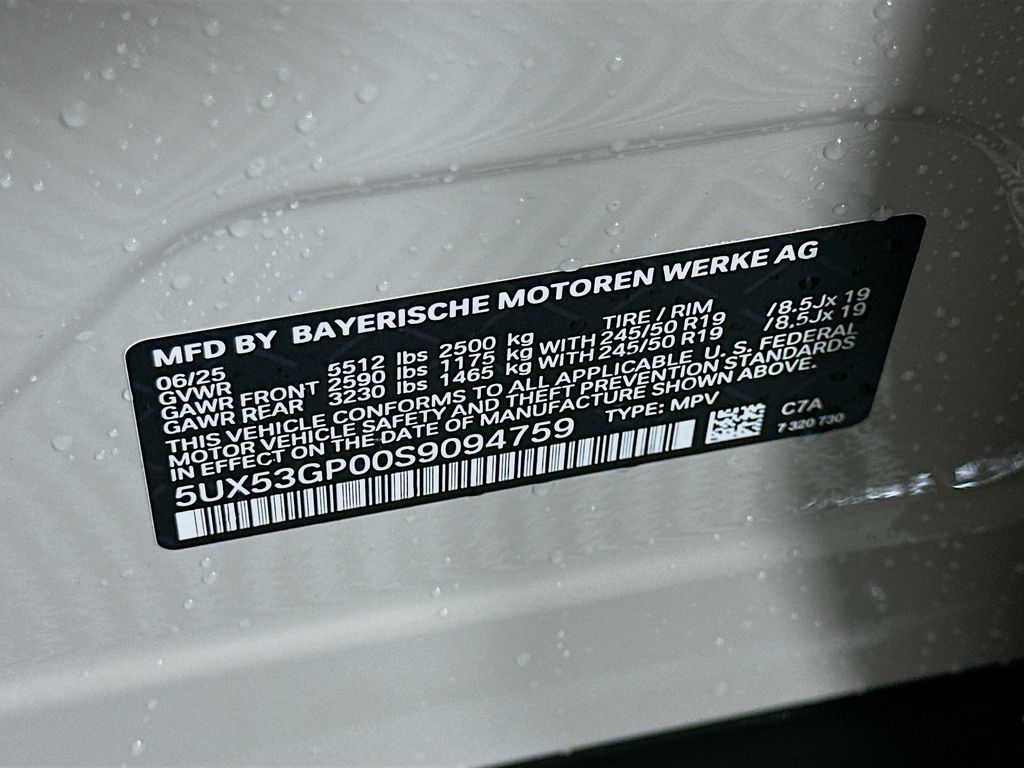 MFD BY BAYERISCHE MOTOREN WERKE AG
06/25 TIRE / RIM
GVWR 5512 lbs 2500 kg
GAWR FRONT 2590 lbs 1175 kg WITH 245/50 R19 /8.5Jx 19
GAWR REAR 3230 lbs 1465 kg WITH 245/50 R19 /8.5Jx 19
THIS VEHICLE CONFORMS TO ALL APPLICABLE U. S. FEDERAL
MOTOR VEHICLE SAFETY AND THEFT PREVENTION STANDARDS
IN EFFECT ON THE DATE OF MANUFACTURE SHOWN ABOVE.
5UX53GP00S9094759 TYPE: MPV C7A
7 320 730